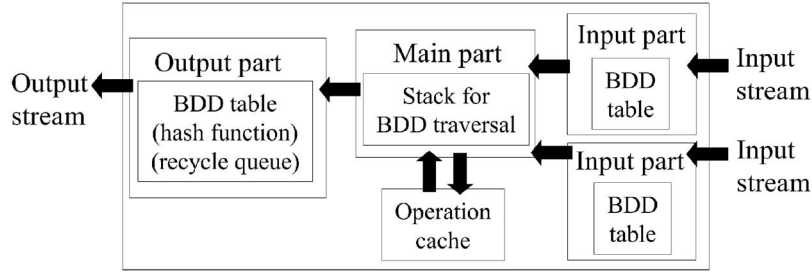 Output
stream
Output part
BDD table
(hash function)
(recycle queue)
Main part
Stack for
BDD traversal
Operation
cache
Input part
BDD
table
Input
stream
Input part
BDD
table
Input
stream